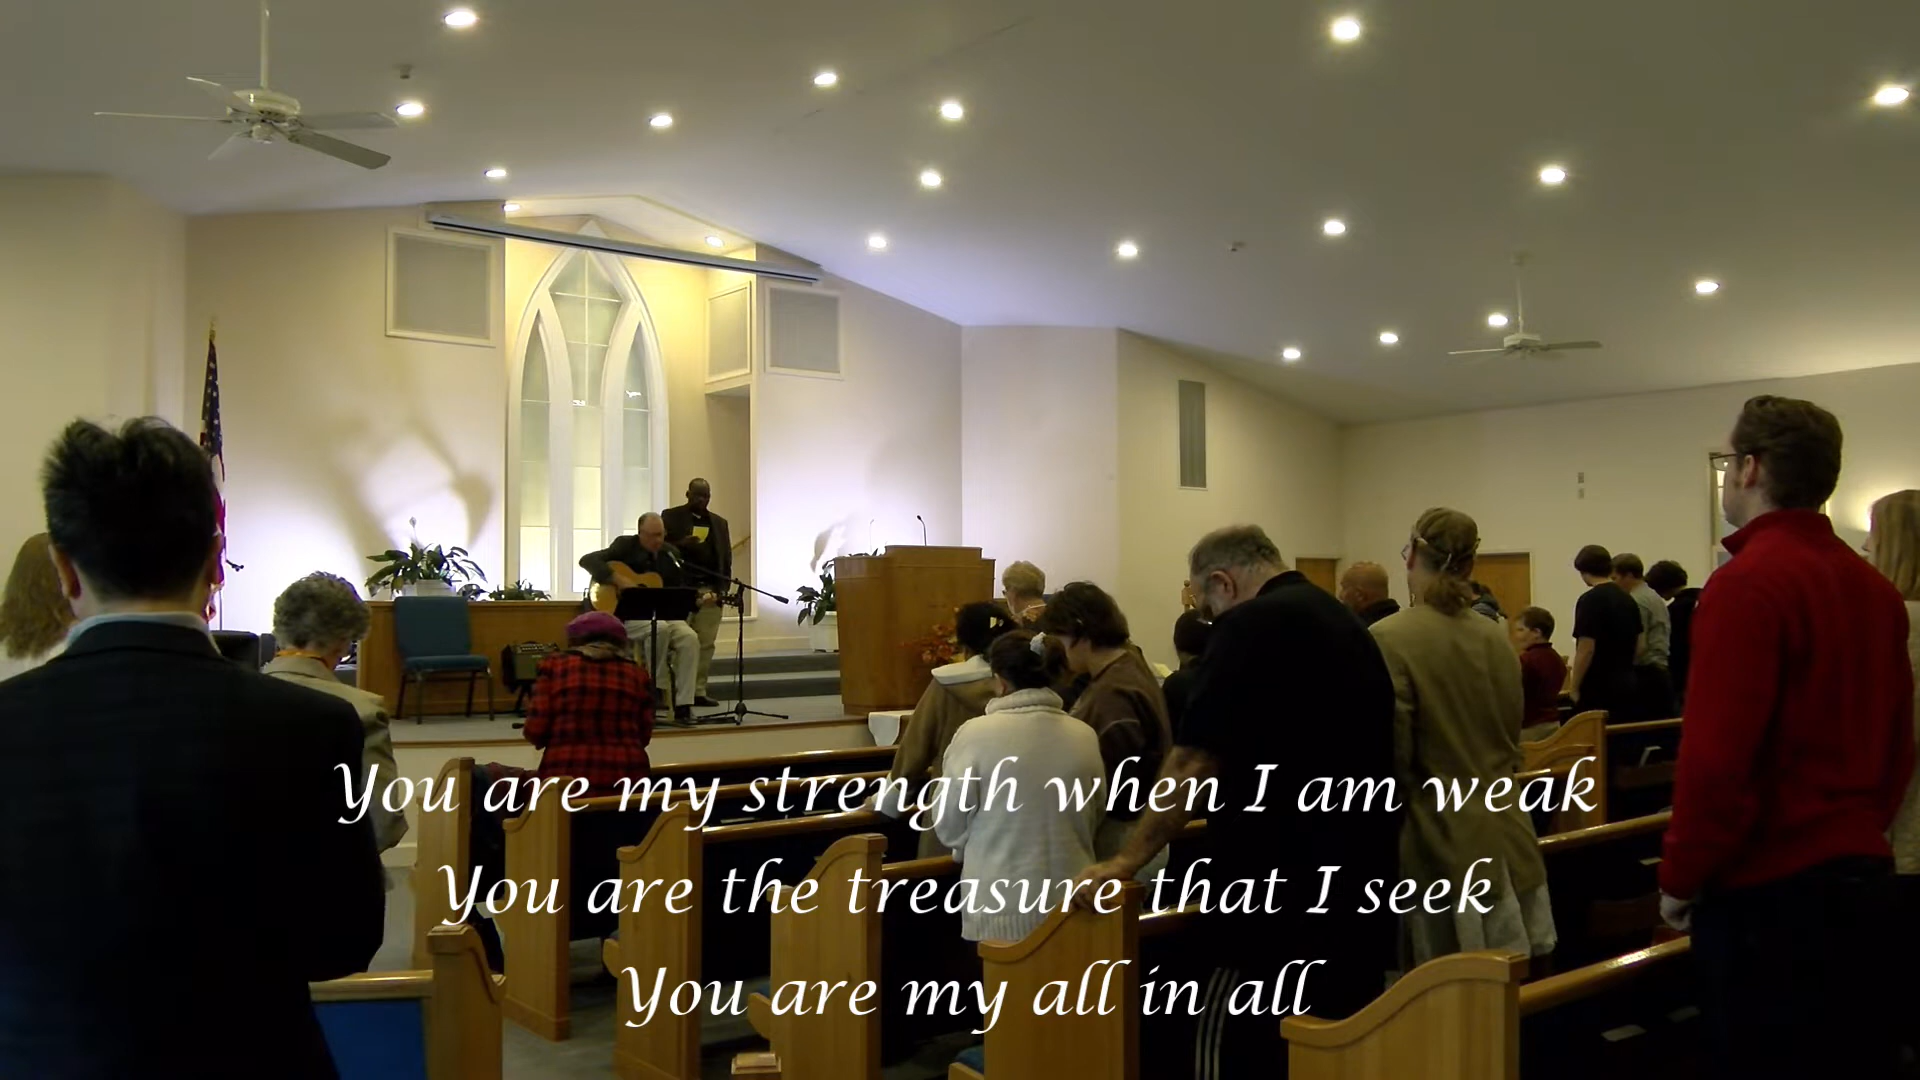 You are my strength when I am weak
You are the treasure that I seek
You are my all in all